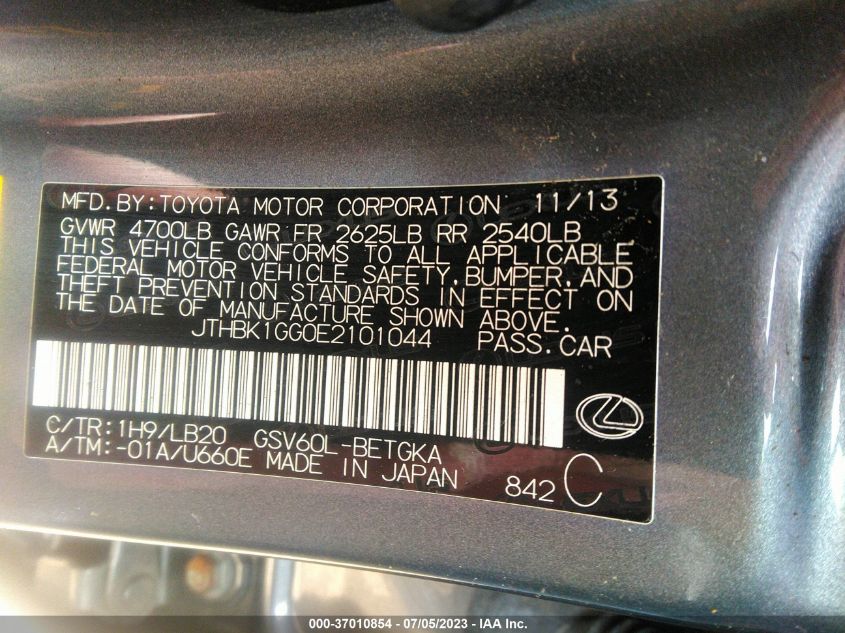 MFD.BY:TOYOTA MOTOR CORPORATION 11/13
GVWR 4700LB GAWR FR 2625LB RR 2540LB
THIS VEHICLE CONFORMS TO ALL APPLICABLE
FEDERAL MOTOR VEHICLE SAFETY,BUMPER,AND
THEFT PREVENTION STANDARDS IN EFFECT ON
THE DATE OF MANUFACTURE SHOWN ABOVE.
JTHBK1GG0E2101044 PASS.CAR
C/TR:1H9/LB20 GSV60L-BETGKA
A/TM:-01A/U660E MADE IN JAPAN
842 C
000-37010854 - 07/05/2023 - © IAA Inc.